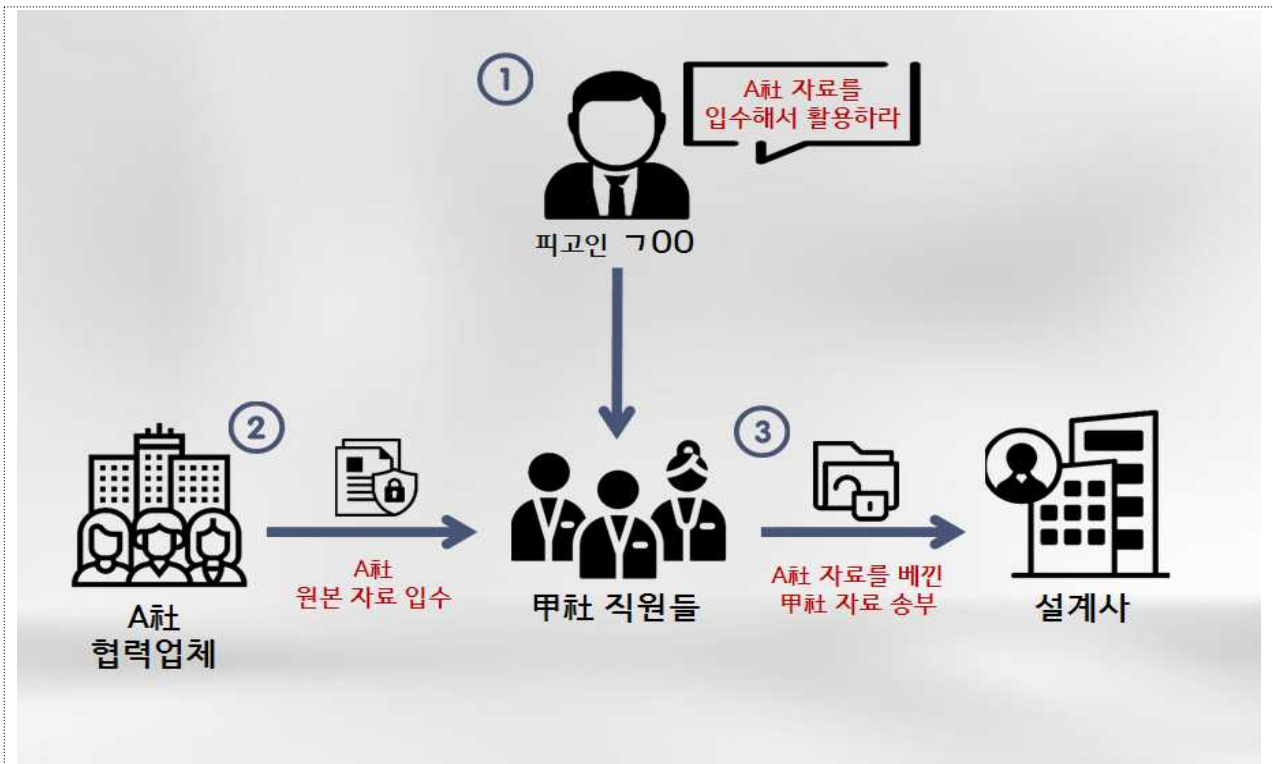 1
A社 자료를
입수해서 활용하라
피고인 ㄱOO
2
A社
원본 자료 입수
3
A社 자료를 베낀
甲社 자료 송부
A社
협력업체
甲社 직원들
설계사